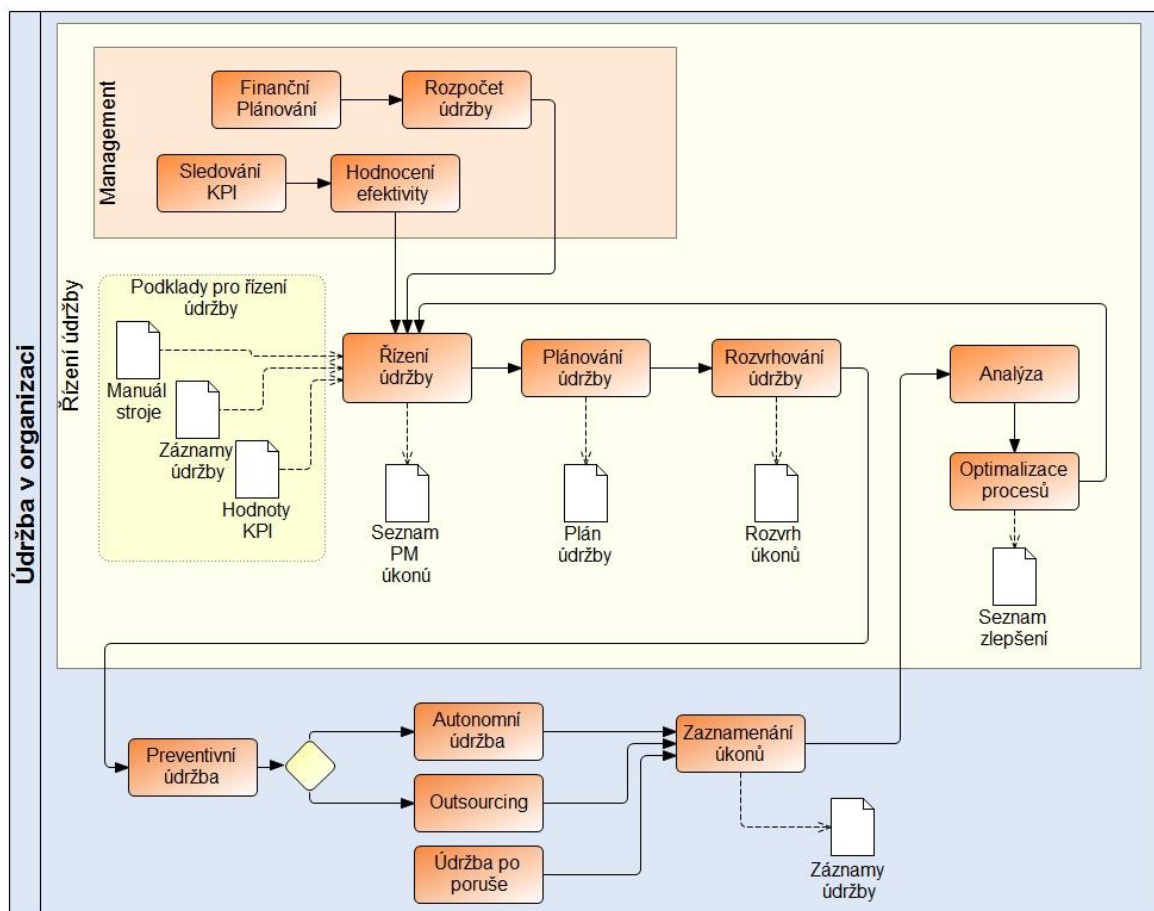 Údržba v organizaci
Řízení údržby
Management
Finanční
Plánování
Rozpočet
údržby
Sledování
KPI
Hodnocení
efektivity
Podklady pro řízení
údržby
Manuál
stroje
Záznamy
údržby
Hodnoty
KPI
Řízení
údržby
Plánování
údržby
Rozvrhování
údržby
Analýza
Optimalizace
procesů
Seznam
PM
úkonů
Plán
údržby
Rozvrh
úkonů
Seznam
zlepšení
Preventivní
údržba
Autonomní
údržba
Outsourcing
Údržba po
poruše
Zaznamenání
úkonů
Záznamy
údržby